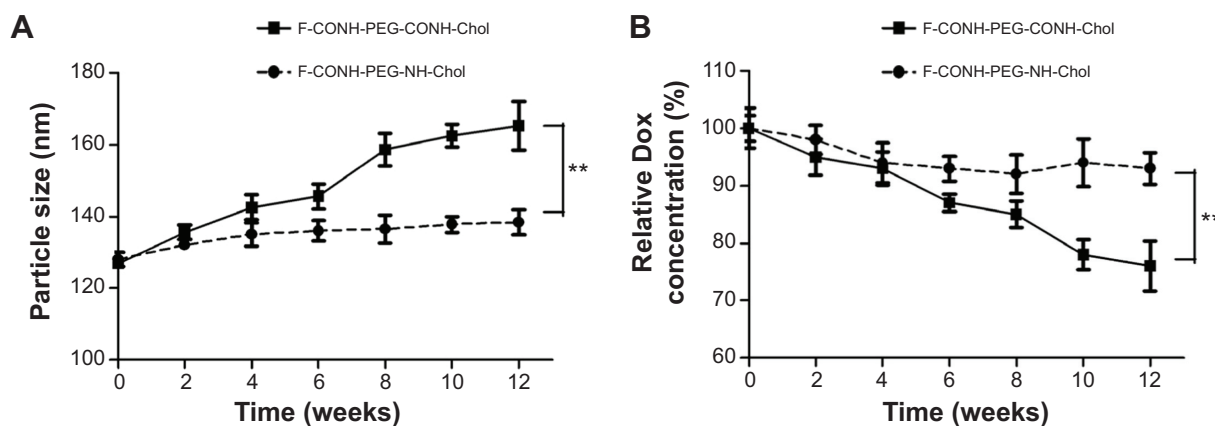 A
F-CONH-PEG-CONH-Chol
F-CONH-PEG-NH-Chol
180
160
140
120
100
Particle size (nm)
**
0 2 4 6 8 10 12
Time (weeks)
B
F-CONH-PEG-CONH-Chol
F-CONH-PEG-NH-Chol
110
100
90
80
70
60
Relative Dox
concentration (%)
**
0 2 4 6 8 10 12
Time (weeks)